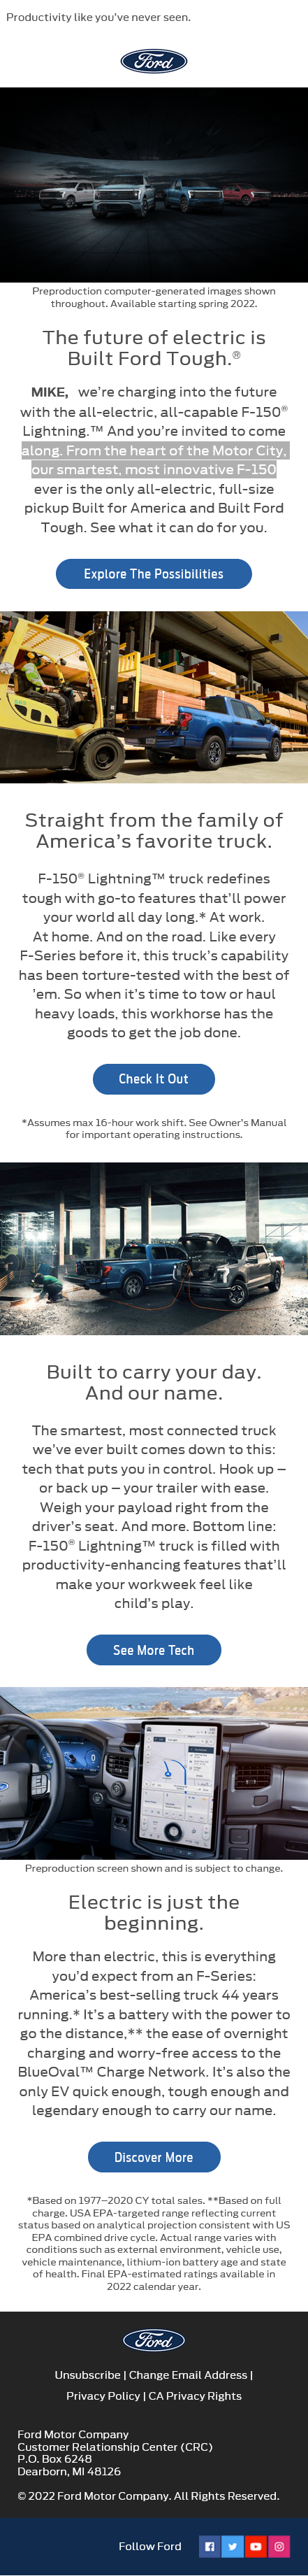 Productivity like you've never seen.
Ford
Preproduction computer-generated images shown
throughout. Available starting spring 2022.
The future of electric is
Built Ford Tough.®
MIKE, we're charging into the future
with the all-electric, all-capable F-150®
Lightning.™ And you're invited to come
along. From the heart of the Motor City,
our smartest, most innovative F-150
ever is the only all-electric, full-size
pickup Built for America and Built Ford
Tough. See what it can do for you.
Explore The Possibilities
Straight from the family of
America's favorite truck.
F-150® Lightning™ truck redefines
tough with go-to features that'll power
your world all day long.* At work.
At home. And on the road. Like every
F-Series before it, this truck's capability
has been torture-tested with the best of
'em. So when it's time to tow or haul
heavy loads, this workhorse has the
goods to get the job done.
Check It Out
*Assumes max 16-hour work shift. See Owner's Manual
for important operating instructions.
Built to carry your day.
And our name.
The smartest, most connected truck
we've ever built comes down to this:
tech that puts you in control. Hook up –
or back up – your trailer with ease.
Weigh your payload right from the
driver's seat. And more. Bottom line:
F-150® Lightning™ truck is filled with
productivity-enhancing features that'll
make your workweek feel like
child's play.
See More Tech
Preproduction screen shown and is subject to change.
Electric is just the
beginning.
More than electric, this is everything
you'd expect from an F-Series:
America's best-selling truck 44 years
running.* It's a battery with the power to
go the distance,** the ease of overnight
charging and worry-free access to the
BlueOval™ Charge Network. It's also the
only EV quick enough, tough enough and
legendary enough to carry our name.
Discover More
*Based on 1977–2020 CY total sales. **Based on full
charge. USA EPA-targeted range reflecting current
status based on analytical projection consistent with US
EPA combined drive cycle. Actual range varies with
conditions such as external environment, vehicle use,
vehicle maintenance, lithium-ion battery age and state
of health. Final EPA-estimated ratings available in
2022 calendar year.
Ford
Unsubscribe | Change Email Address |
Privacy Policy | CA Privacy Rights
Ford Motor Company
Customer Relationship Center (CRC)
P.O. Box 6248
Dearborn, MI 48126
© 2022 Ford Motor Company. All Rights Reserved.
Follow Ford